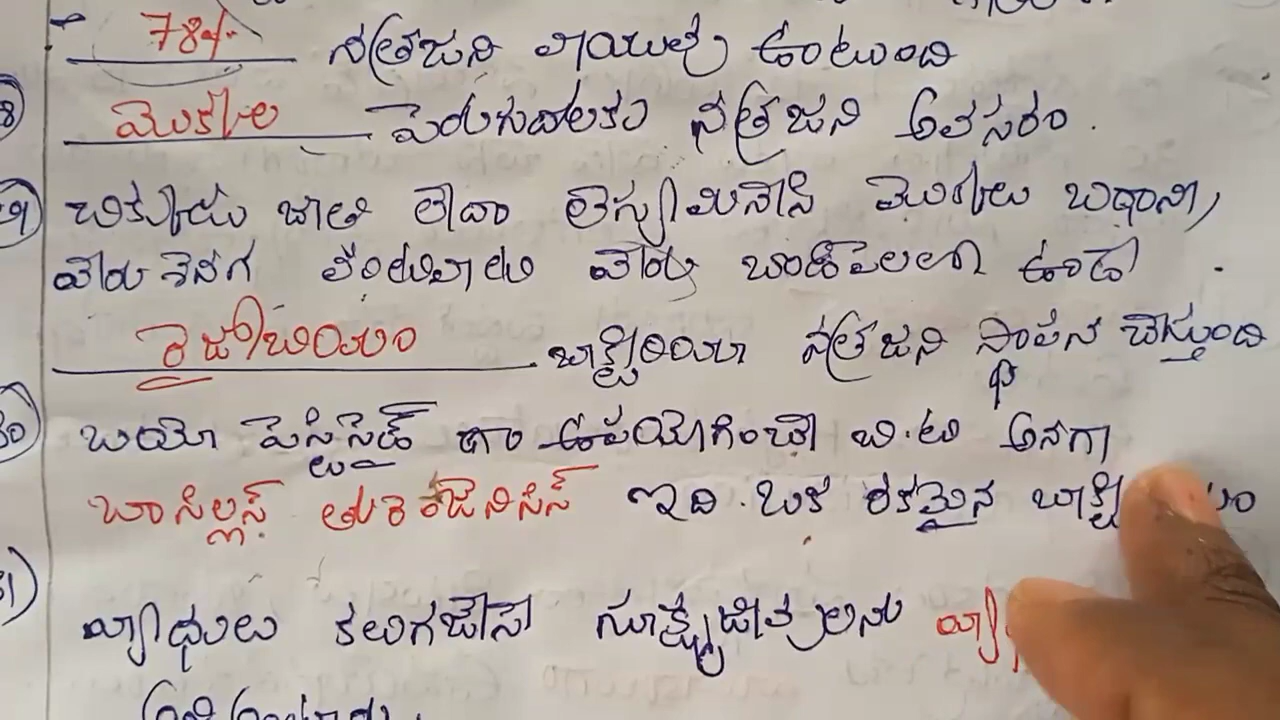 78% నత్రజని వాయువు ఉంటుంది
మొక్కల పెరుగుదలకు నత్రజని అవసరం.
చిక్కుడు జాతి లేదా లెగ్యూమినోసి మొక్కలు బఠానీ,
వేరు శెనగ వంటివాటి వేర్ల బొడిపెలలో ఉండే
రైజోబియం బాక్టీరియా నత్రజని స్థాపన చేస్తుంది
బయో పెస్టిసైడ్ గా ఉపయోగించే బి.టి అనగా
బాసిల్లస్ తురెంజెనిసిస్ ఇది ఒక రకమైన
వ్యాధులు కలుగజేసే సూక్ష్మజీవులను